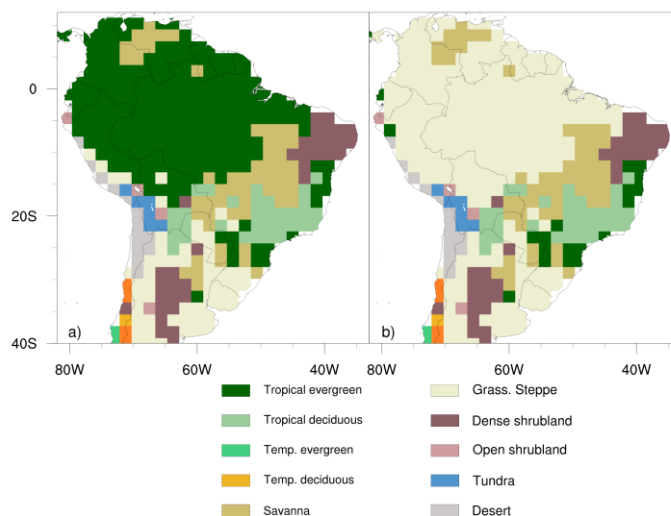 0
20S
40S
a)
b)
80W 60W 40W 80W 60W 40W
Tropical evergreen Grass. Steppe
Tropical deciduous Dense shrubland
Temp. evergreen Open shrubland
Temp. deciduous Tundra
Savanna Desert